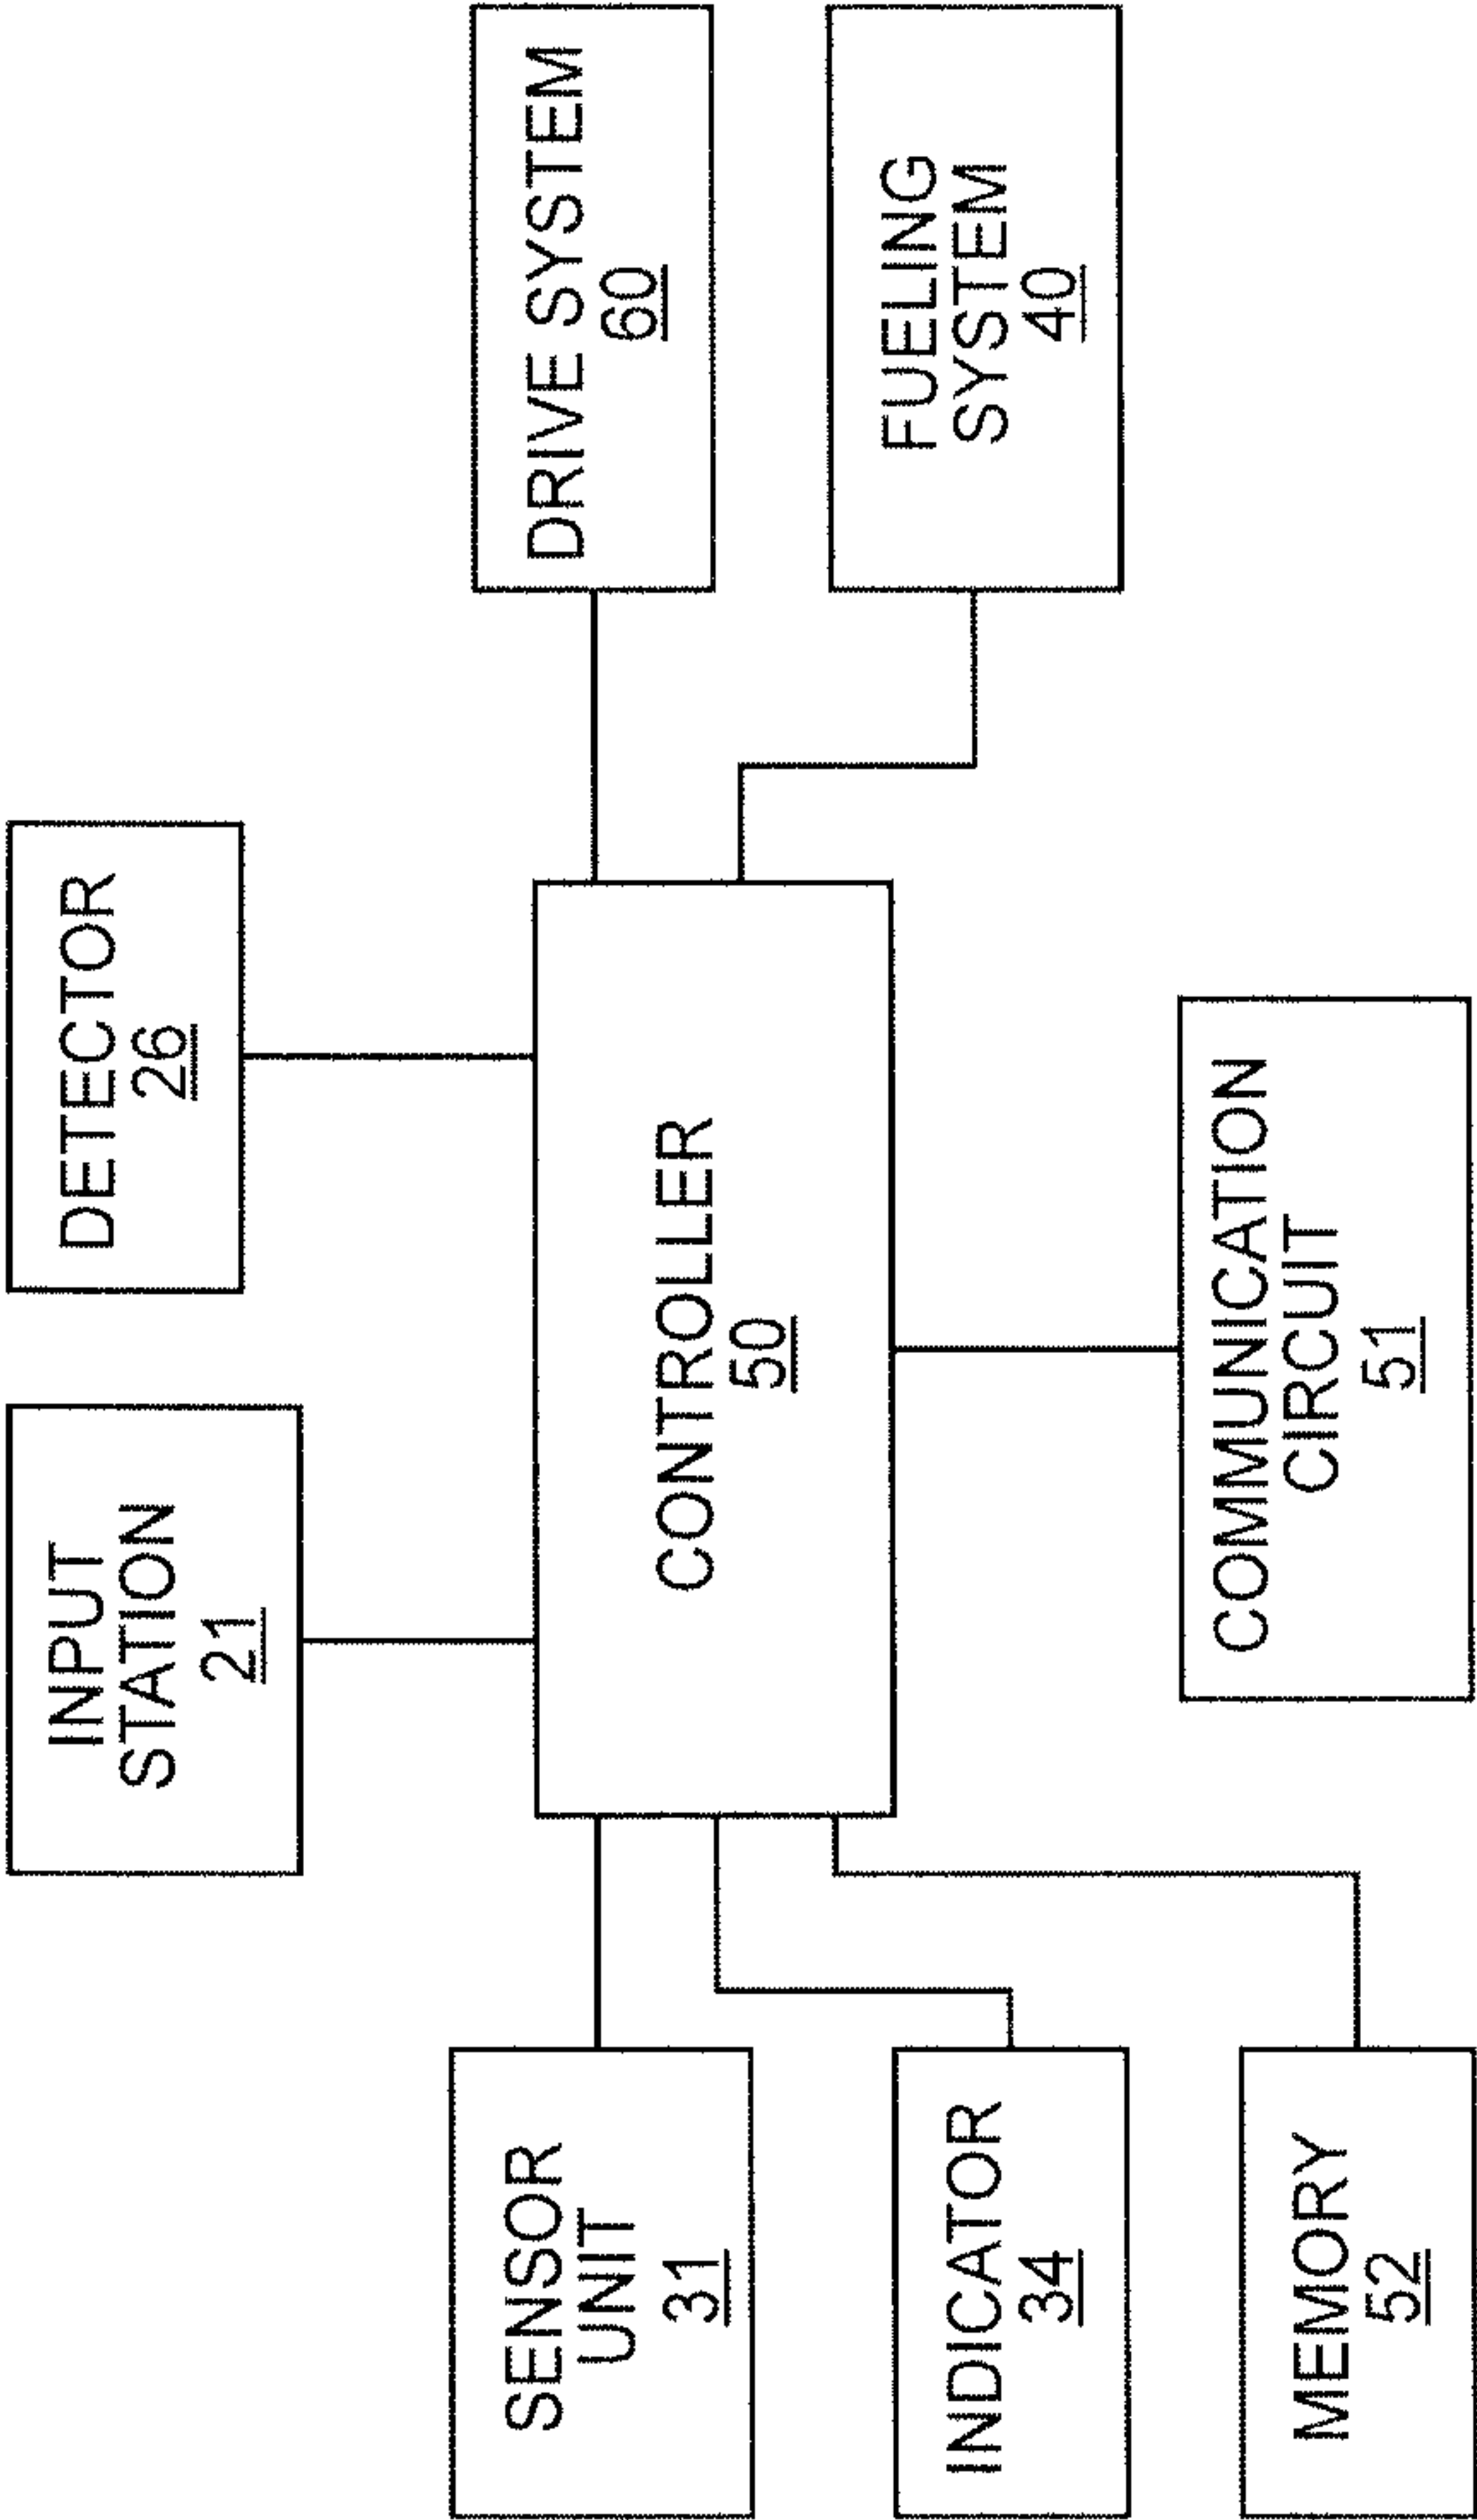 INPUT
STATION
21
DETECTOR
26
SENSOR
UNIT
31
CONTROLLER
50
DRIVE SYSTEM
60
INDICATOR
34
FUELING
SYSTEM
40
MEMORY
52
COMMUNICATION
CIRCUIT
51